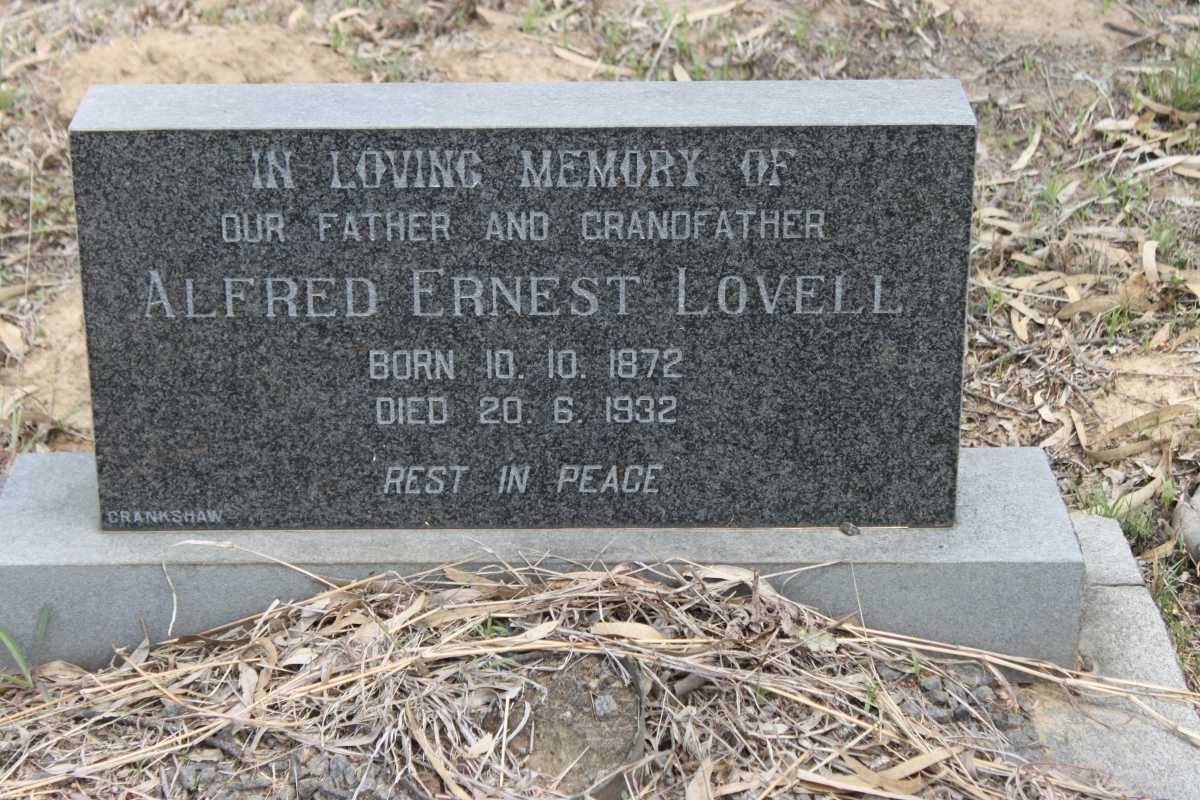 IN LOVING MEMORY OF
OUR FATHER AND GRANDFATHER
ALFRED ERNEST LOVELL
BORN 10. 10. 1872
DIED 20. 6. 1932
REST IN PEACE
CRANKSHAW